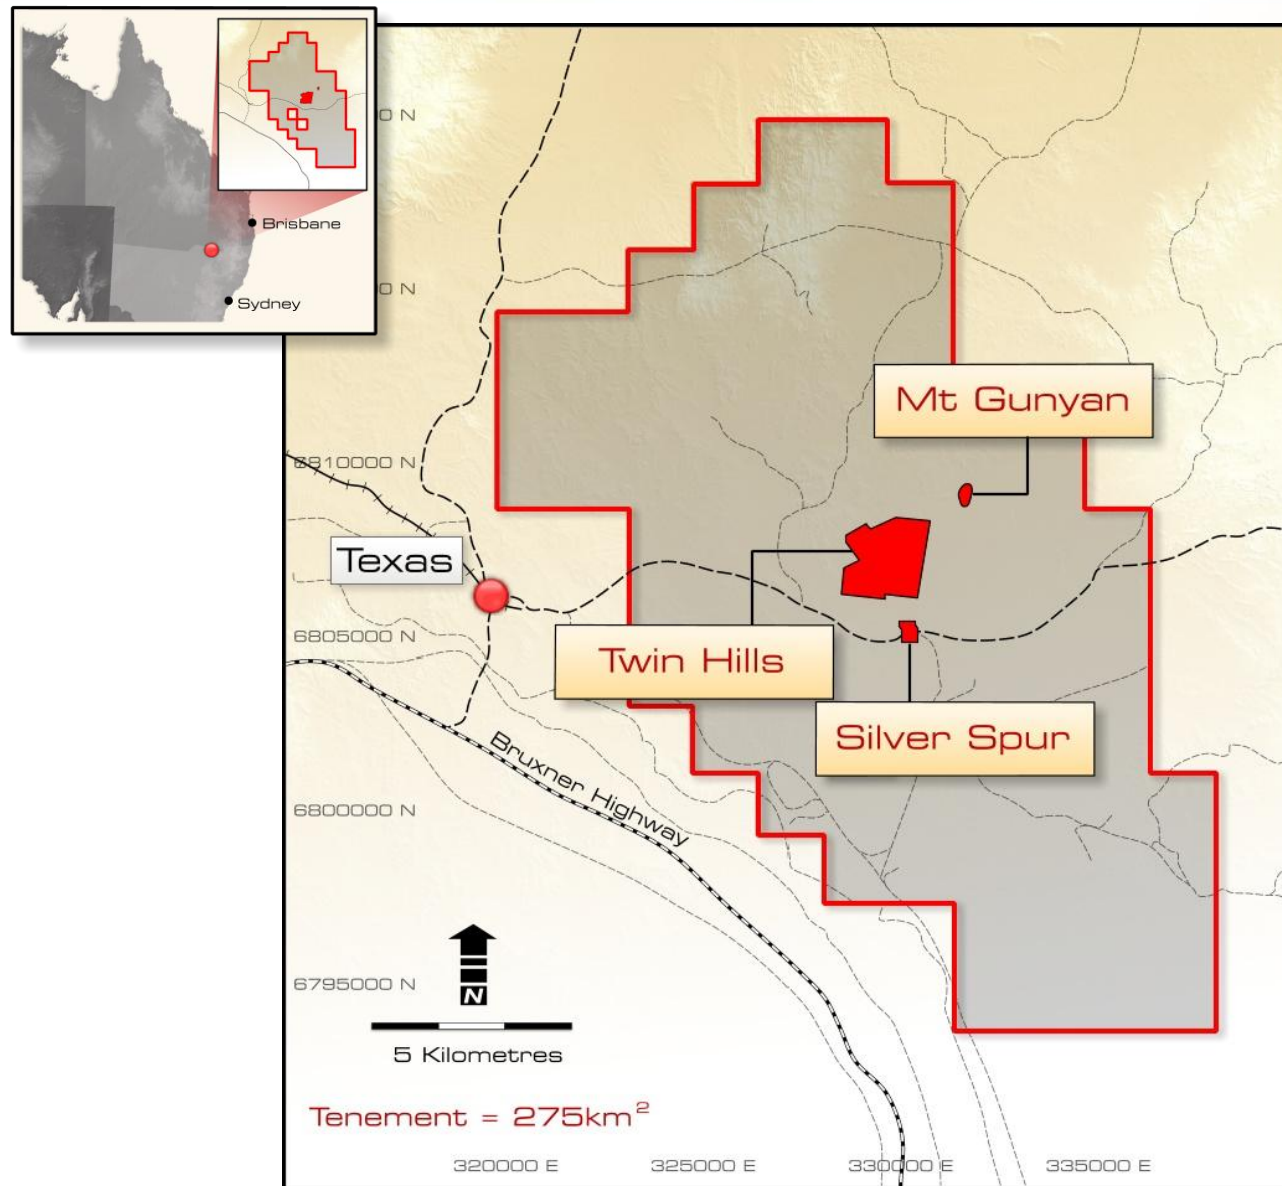 Brisbane
Sydney
0 N
0 N
Mt Gunyan
6810000 N
Texas
6805000 N
Twin Hills
Silver Spur
Bruxner Highway
6800000 N
6795000 N
N
5 Kilometres
Tenement = 275km²
320000 E
325000 E
330000 E
335000 E